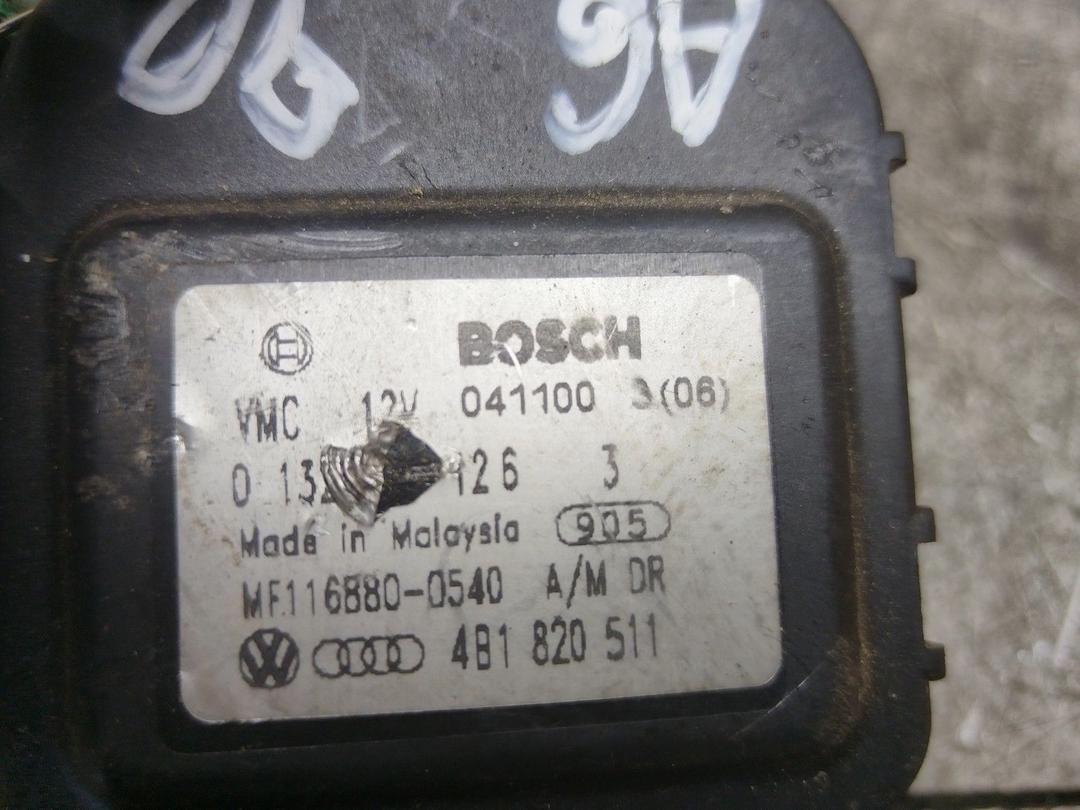 A6
BOSCH
VMC 12V 041100 3(06)
0 126 3
Made in Malaysia 905
MF116880-0540 A/M DR
4B1 820 511